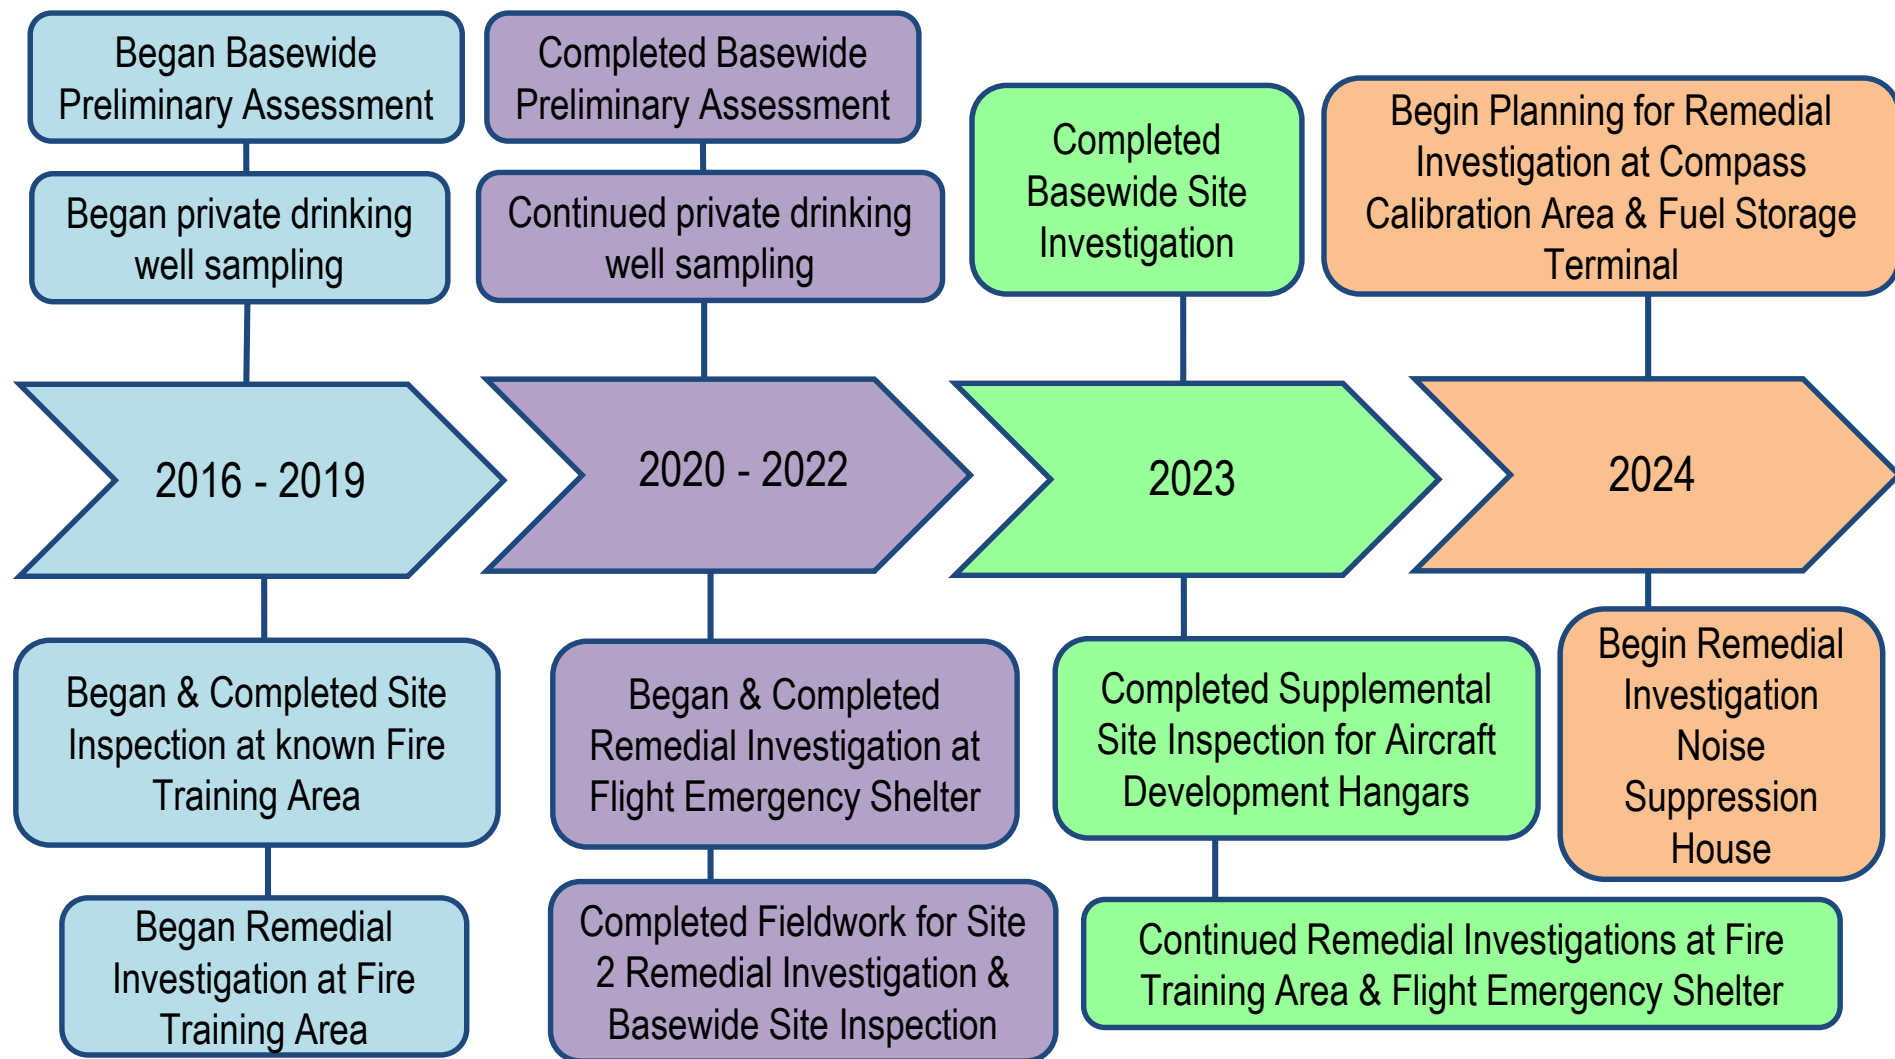 Began Basewide
Preliminary Assessment
Began private drinking
well sampling
2016 - 2019
Began & Completed Site
Inspection at known Fire
Training Area
Began Remedial
Investigation at Fire
Training Area
Completed Basewide
Preliminary Assessment
Continued private drinking
well sampling
2020 - 2022
Began & Completed
Remedial Investigation at
Flight Emergency Shelter
Completed Fieldwork for Site
2 Remedial Investigation &
Basewide Site Inspection
Completed
Basewide Site
Investigation
2023
Completed Supplemental
Site Inspection for Aircraft
Development Hangars
Continued Remedial Investigations at Fire
Training Area & Flight Emergency Shelter
Begin Planning for Remedial
Investigation at Compass
Calibration Area & Fuel Storage
Terminal
2024
Begin Remedial
Investigation
Noise
Suppression
House